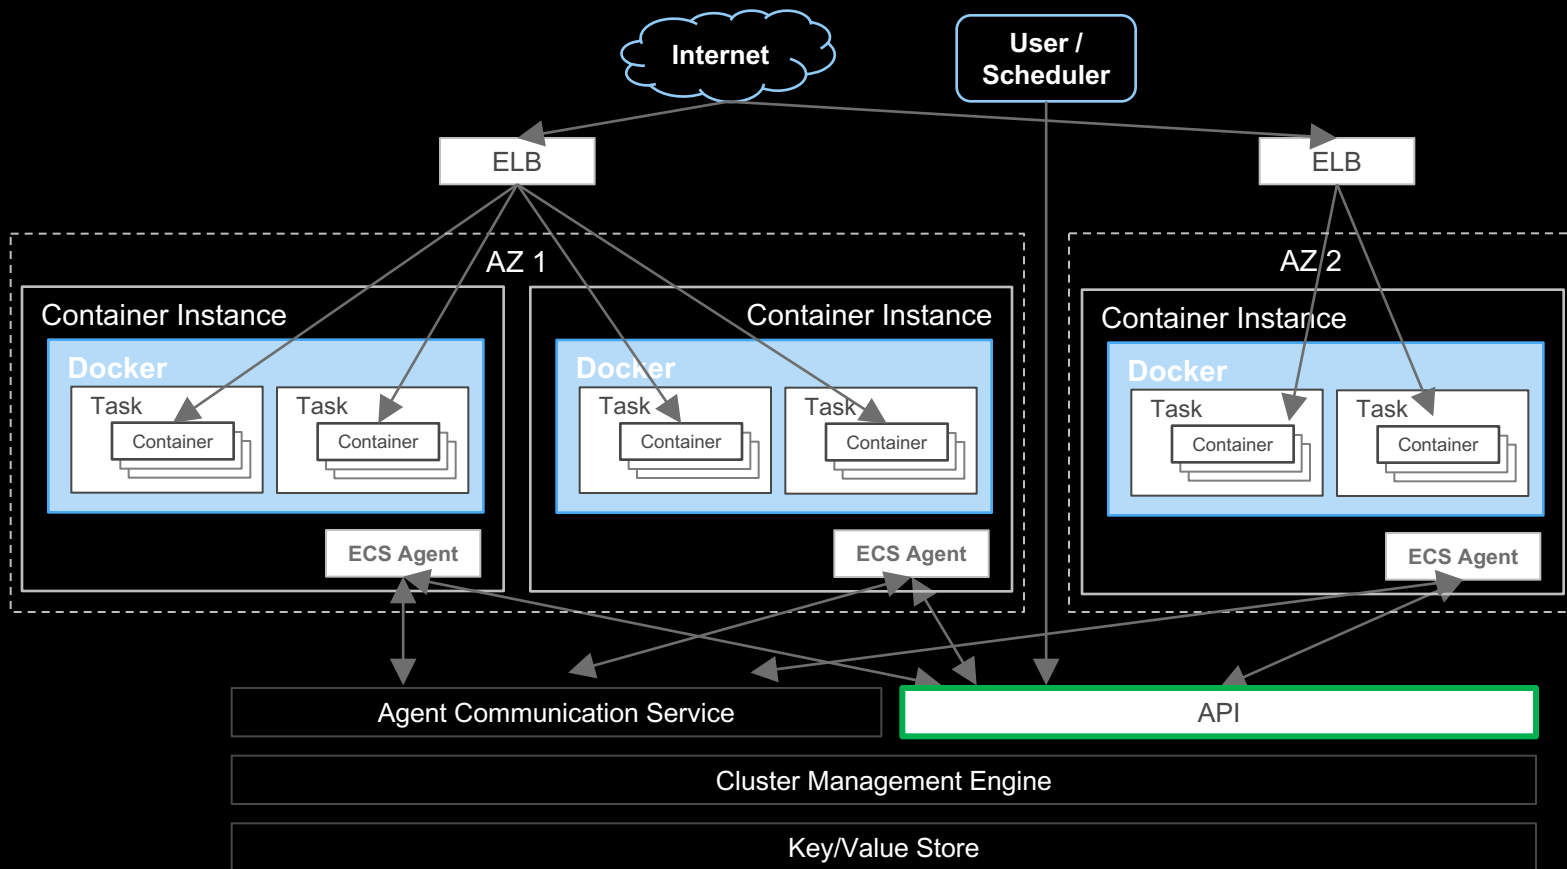 Internet
User /
Scheduler
ELB
ELB
AZ 1
AZ 2
Container Instance
Container Instance
Container Instance
Docker
Docker
Docker
Task
Task
Task
Task
Task
Task
Container
Container
Container
Container
Container
Container
ECS Agent
ECS Agent
ECS Agent
Agent Communication Service
API
Cluster Management Engine
Key/Value Store